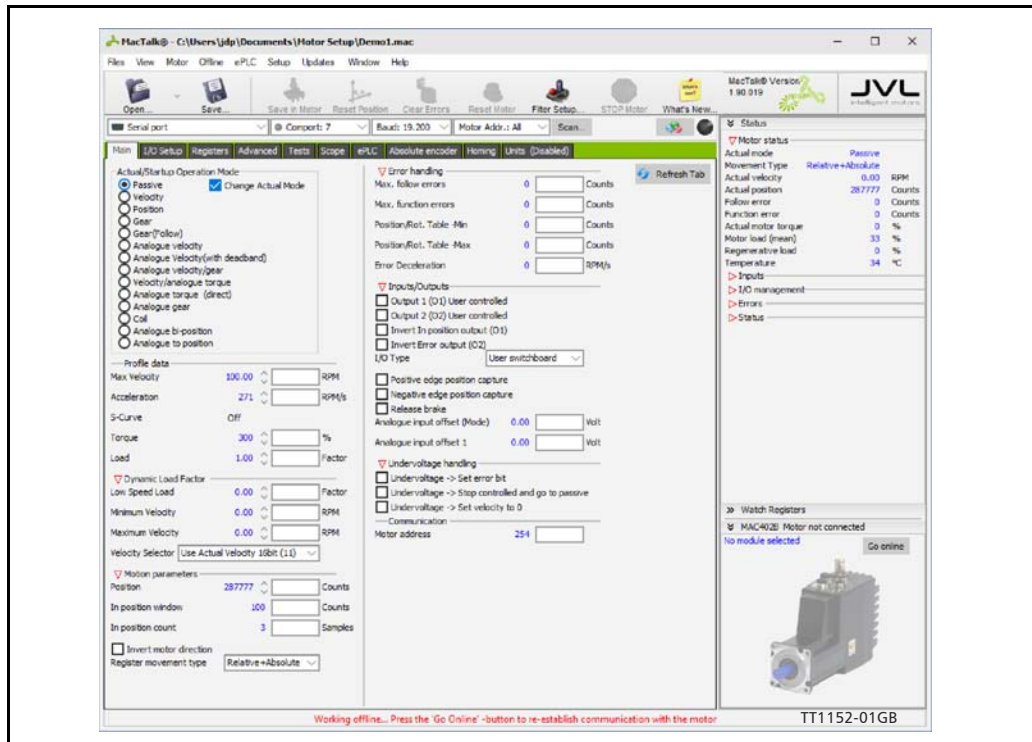 MacTalk® - C:\Users\jdp\Documents\Motor Setup\Demo1.mac
Files View Motor Offline ePLC Setup Updates Window Help
Open... Save... Save in Motor Reset Position Clear Errors Reset Motor Filter Setup... STOP Motor What's New...
MacTalk® Version
1.90.019
JVL
intelligent motors
Serial port Comport: 7 Baud: 19.200 Motor Addr.: All Scan...
Main I/O Setup Registers Advanced Tests Scope ePLC Absolute encoder Homing Units (Disabled)
Actual/Startup Operation Mode
Passive Change Actual Mode
Velocity
Position
Gear
Gear(Follow)
Analogue velocity
Analogue Velocity(with deadband)
Analogue velocity/gear
Velocity/analogue torque
Analogue torque (direct)
Analogue gear
Coil
Analogue bi-position
Analogue to position
Profile data
Max Velocity 100.00 RPM
Acceleration 271 RPM/s
S-Curve Off
Torque 300 %
Load 1.00 Factor
Dynamic Load Factor
Low Speed Load 0.00 Factor
Minimum Velocity 0.00 RPM
Maximum Velocity 0.00 RPM
Velocity Selector Use Actual Velocity 16bit (11)
Motion parameters
Position 287777 Counts
In position window 100 Counts
In position count 3 Samples
Invert motor direction
Register movement type Relative+Absolute
Error handling
Refresh Tab
Max. follow errors 0 Counts
Max. function errors 0 Counts
Position/Rot. Table -Min 0 Counts
Position/Rot. Table -Max 0 Counts
Error Deceleration 0 RPM/s
Inputs/Outputs
Output 1 (O1) User controlled
Output 2 (O2) User controlled
Invert In position output (O1)
Invert Error output (O2)
I/O Type User switchboard
Positive edge position capture
Negative edge position capture
Release brake
Analogue input offset (Mode) 0.00 Volt
Analogue input offset 1 0.00 Volt
Undervoltage handling
Undervoltage -> Set error bit
Undervoltage -> Stop controlled and go to passive
Undervoltage -> Set velocity to 0
Communication
Motor address 254
Status
Motor status
Actual mode Passive
Movement Type Relative+Absolute
Actual velocity 0.00 RPM
Actual position 287777 Counts
Follow error 0 Counts
Function error 0 Counts
Actual motor torque 0 %
Motor load (mean) 33 %
Regenerative load 0 %
Temperature 34 °C
Inputs
I/O management
Errors
Status
Watch Registers
MAC402B Motor not connected
No module selected
Go online
Working offline... Press the 'Go Online' -button to re-establish communication with the motor
TT1152-01GB